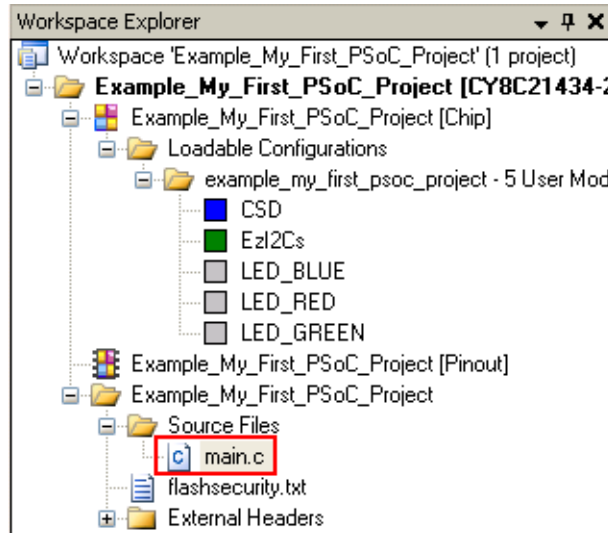 Workspace Explorer
Workspace 'Example_My_First_PSoC_Project' (1 project)
Example_My_First_PSoC_Project [CY8C21434-2
Example_My_First_PSoC_Project [Chip]
Loadable Configurations
example_my_first_psoc_project - 5 User Mod
CSD
EzI2Cs
LED_BLUE
LED_RED
LED_GREEN
Example_My_First_PSoC_Project [Pinout]
Example_My_First_PSoC_Project
Source Files
main.c
flashsecurity.txt
External Headers